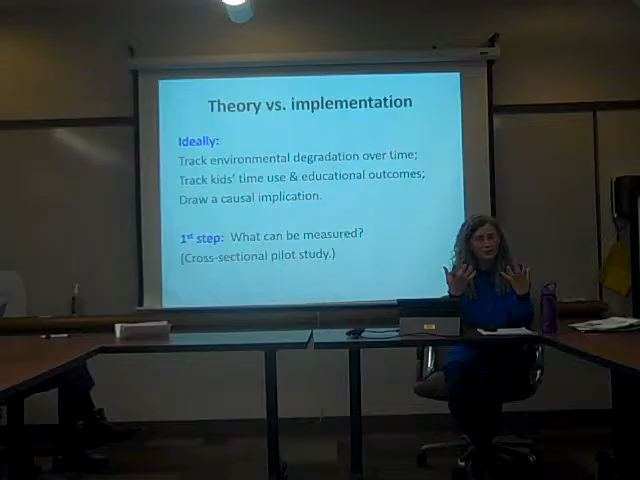 Theory vs. implementation
Ideally:
Track environmental degradation over time;
Track kids' time use & educational outcomes;
Draw a causal implication.
1st step: What can be measured?
(Cross-sectional pilot study.)